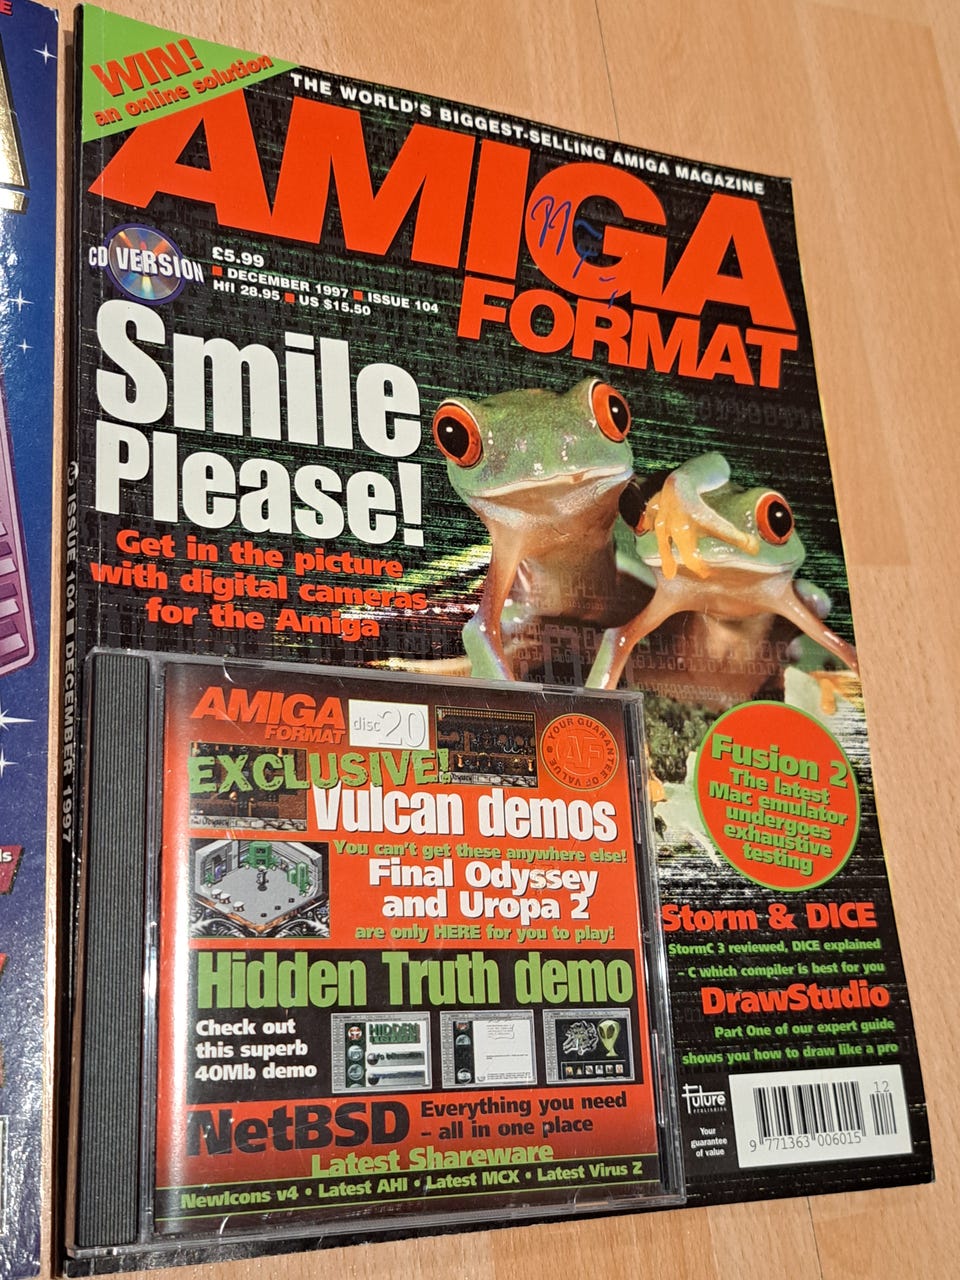 WIN!
an online solution
THE WORLD'S BIGGEST-SELLING AMIGA MAGAZINE
AMIGA
FORMAT
CD VERSION
£5.99
DECEMBER 1997 ISSUE 104
Hfl 28.95 US $15.50
Smile
Please!
Get in the picture
with digital cameras
for the Amiga
ISSUE 104 DECEMBER 1997
AMIGA
FORMAT
disc 20
YOUR GUARANTEE OF VALUE
AF
EXCLUSIVE!
Vulcan demos
You can't get these anywhere else!
Final Odyssey
and Uropa 2
are only HERE for you to play!
Hidden Truth demo
Check out
this superb
40Mb demo
HIDDEN
NetBSD
Everything you need
– all in one place
Latest Shareware
NewIcons v4 • Latest AHI • Latest MCX • Latest Virus Z
Fusion 2
The latest
Mac emulator
undergoes
exhaustive
testing
Storm & DICE
StormC 3 reviewed, DICE explained
– C which compiler is best for you
DrawStudio
Part One of our expert guide
shows you how to draw like a pro
Future
PUBLISHING
Your
guarantee
of value
12
9 771363 006015